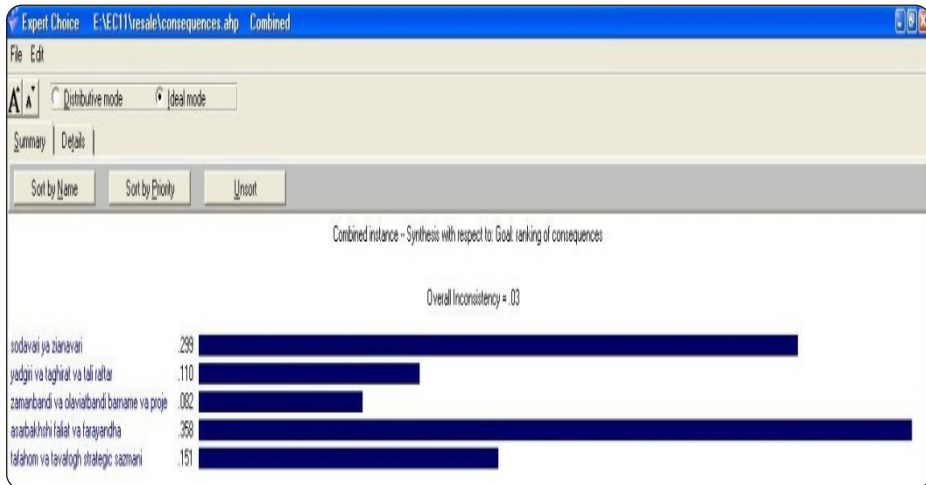 Expert Choice E:\EC11\resale\consequences.ahp Combined
File Edit
A A Distributive mode Ideal mode
Summary Details
Sort by Name Sort by Priority Unsort
Combined instance -- Synthesis with respect to: Goal: ranking of consequences
Overall Inconsistency = .03
sodavari ya zianavari .299
yadgiri va taghirat va tali raftar .110
zamanbandi va olaviatbandi barname va proje .082
asarbakhshi faliat va farayandha .358
tafahom va tavafogh strategic sazmani .151